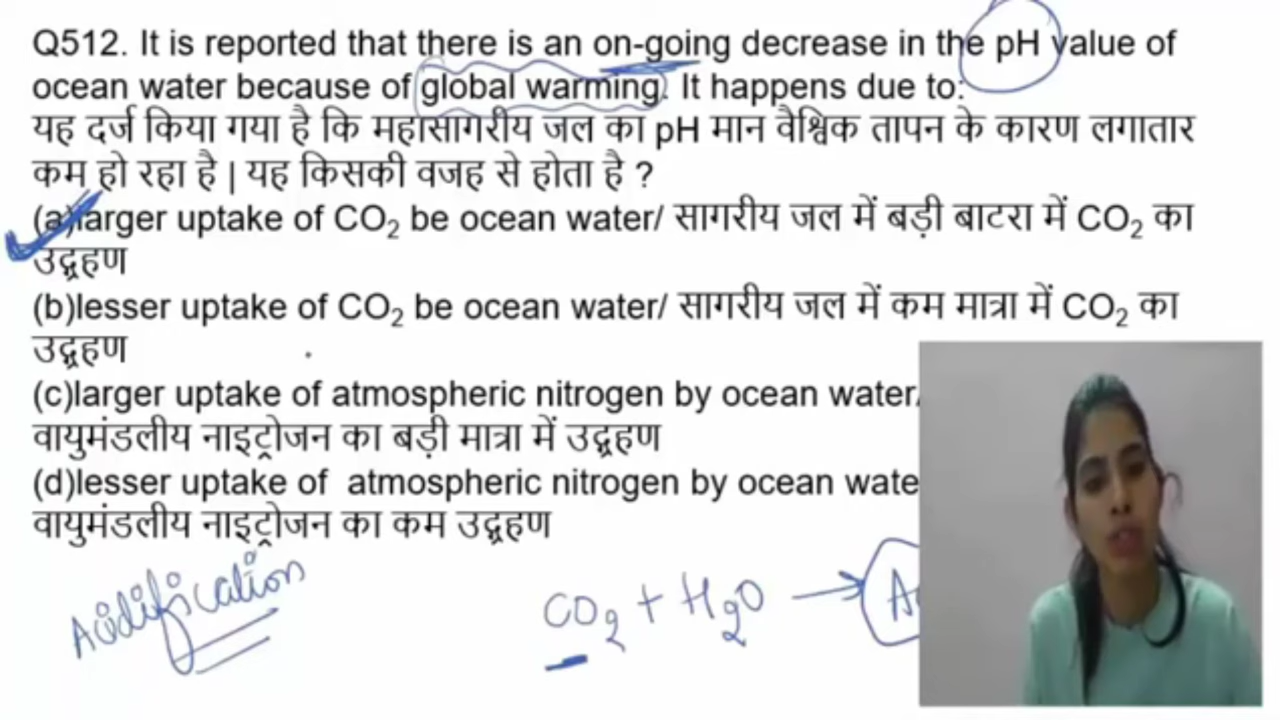 Q512. It is reported that there is an on-going decrease in the pH value of
ocean water because of global warming. It happens due to:
यह दर्ज किया गया है कि महासागरीय जल का pH मान वैश्विक तापन के कारण लगातार
कम हो रहा है | यह किसकी वजह से होता है ?
(a)larger uptake of CO₂ be ocean water/ सागरीय जल में बड़ी बाटरा में CO₂ का
उद्ग्रहण
(b)lesser uptake of CO₂ be ocean water/ सागरीय जल में कम मात्रा में CO₂ का
उद्ग्रहण
(c)larger uptake of atmospheric nitrogen by ocean water/
वायुमंडलीय नाइट्रोजन का बड़ी मात्रा में उद्ग्रहण
(d)lesser uptake of atmospheric nitrogen by ocean wate
वायुमंडलीय नाइट्रोजन का कम उद्ग्रहण
Acidification
CO₂ + H₂O → A